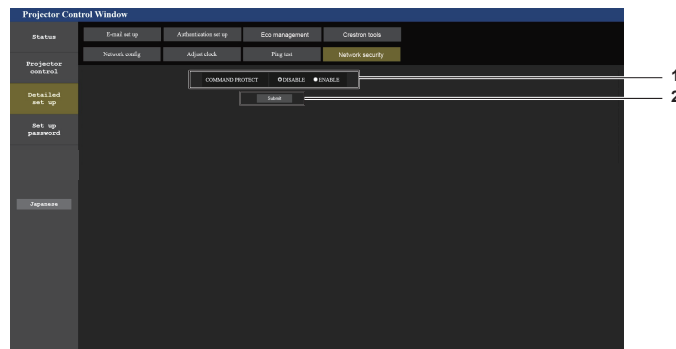 Projector Control Window
Status
E-mail set up
Authentication set up
Eco management
Crestron tools
Network config
Adjust clock
Ping test
Network security
Projector
control
Detailed
set up
Set up
password
Japanese
COMMAND PROTECT DISABLE ENABLE
Submit
1
2